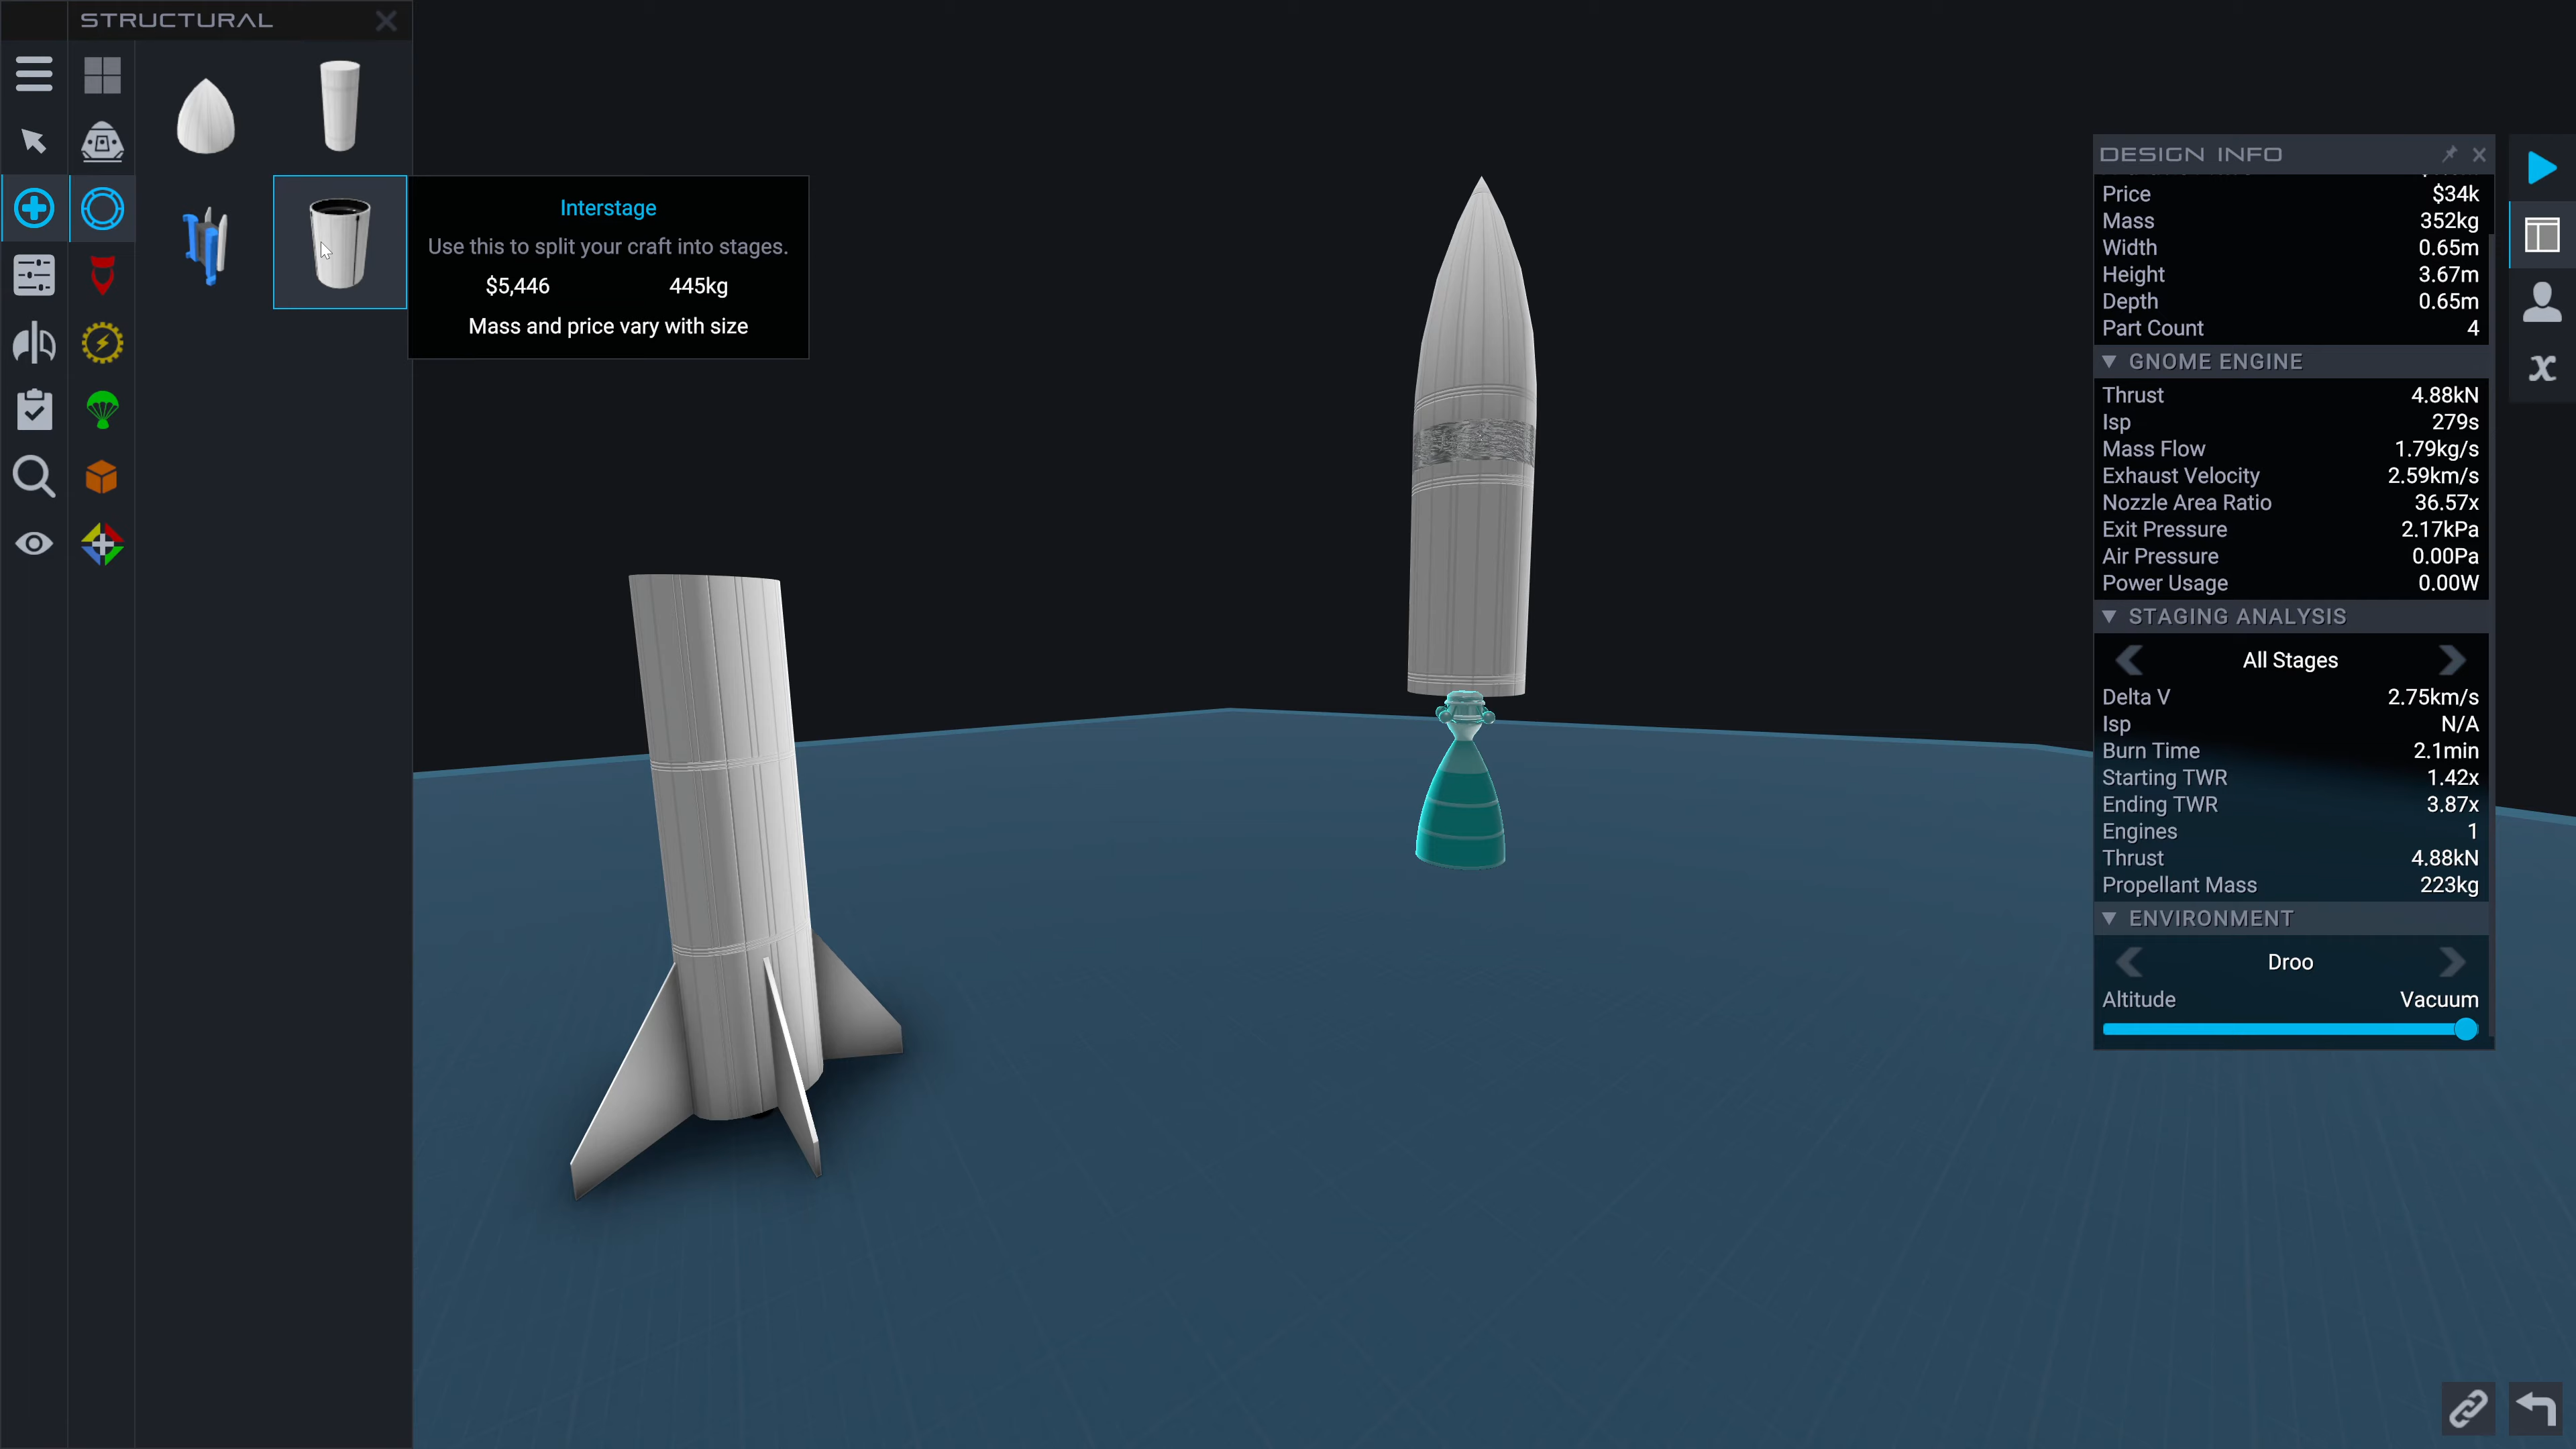 STRUCTURAL
Interstage
Use this to split your craft into stages.
$5,446 445kg
Mass and price vary with size
DESIGN INFO
Price $34k
Mass 352kg
Width 0.65m
Height 3.67m
Depth 0.65m
Part Count 4
GNOME ENGINE
Thrust 4.88kN
Isp 279s
Mass Flow 1.79kg/s
Exhaust Velocity 2.59km/s
Nozzle Area Ratio 36.57x
Exit Pressure 2.17kPa
Air Pressure 0.00Pa
Power Usage 0.00W
STAGING ANALYSIS
All Stages
Delta V 2.75km/s
Isp N/A
Burn Time 2.1min
Starting TWR 1.42x
Ending TWR 3.87x
Engines 1
Thrust 4.88kN
Propellant Mass 223kg
ENVIRONMENT
Droo
Altitude Vacuum